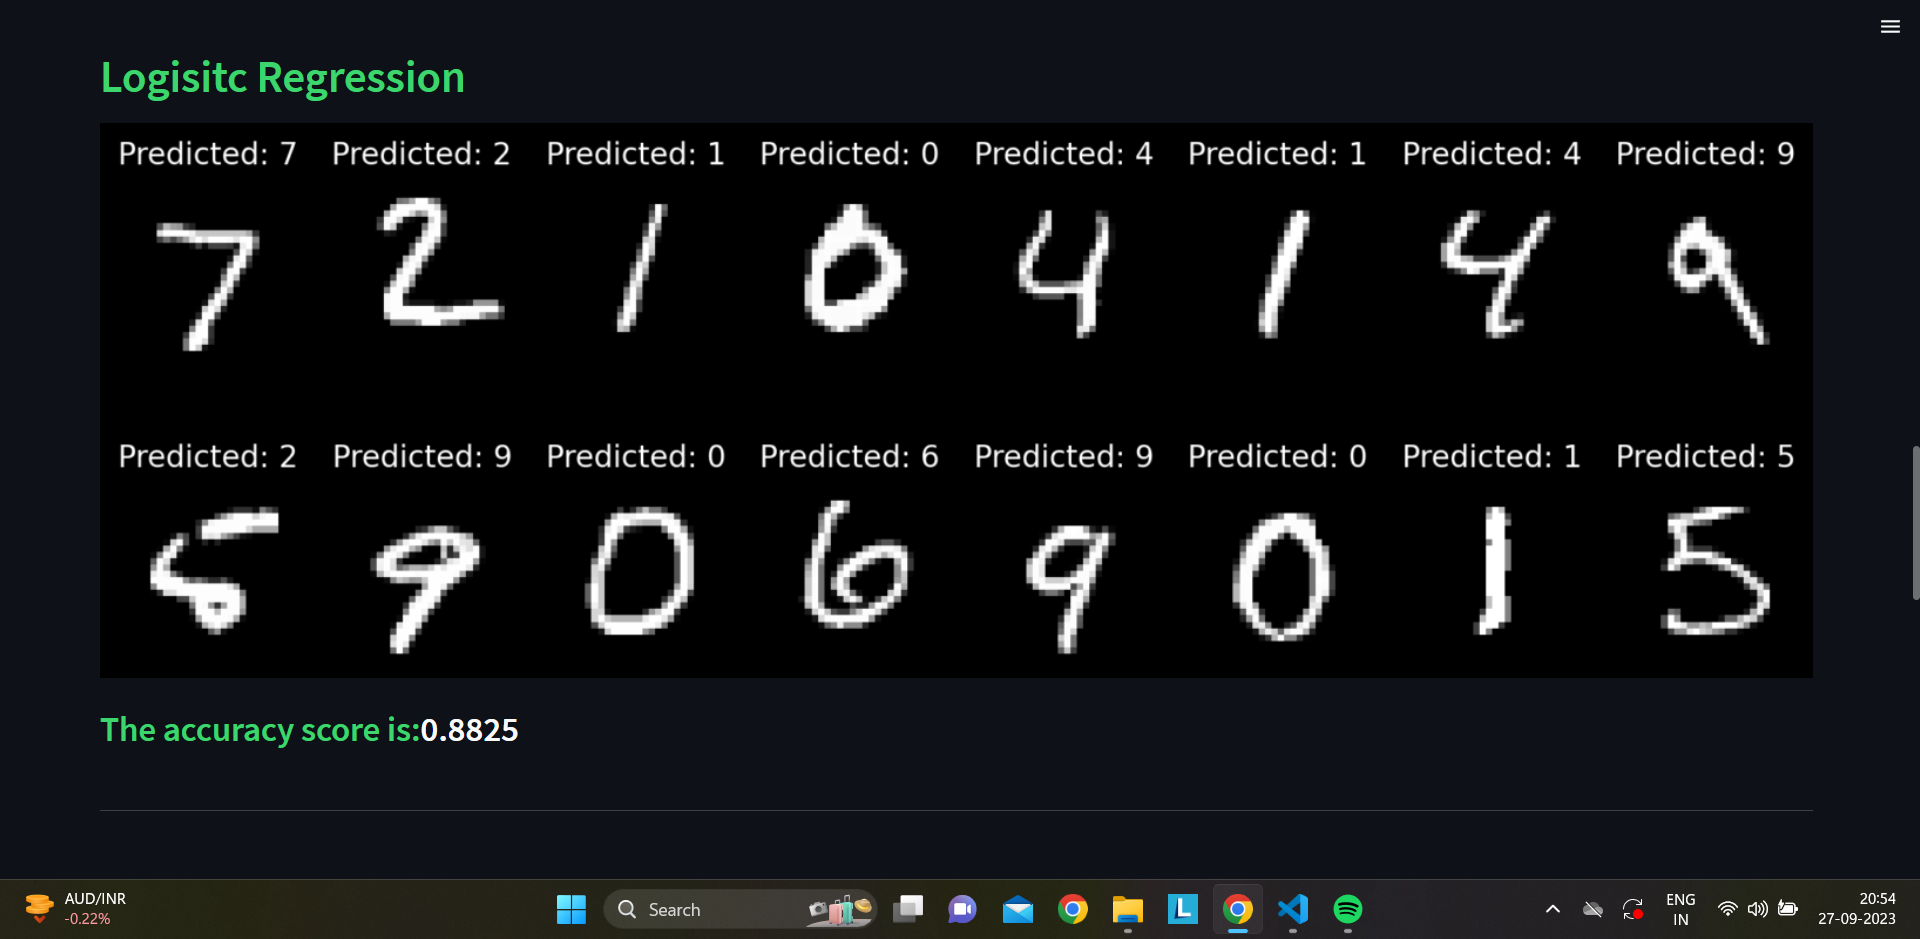 Logisitc Regression
Predicted: 7 Predicted: 2 Predicted: 1 Predicted: 0 Predicted: 4 Predicted: 1 Predicted: 4 Predicted: 9
7 2 1 0 4 1 4 9
Predicted: 2 Predicted: 9 Predicted: 0 Predicted: 6 Predicted: 9 Predicted: 0 Predicted: 1 Predicted: 5
5 9 0 6 9 0 1 5
The accuracy score is:0.8825
AUD/INR
-0.22%
Search
L
ENG
IN
20:54
27-09-2023